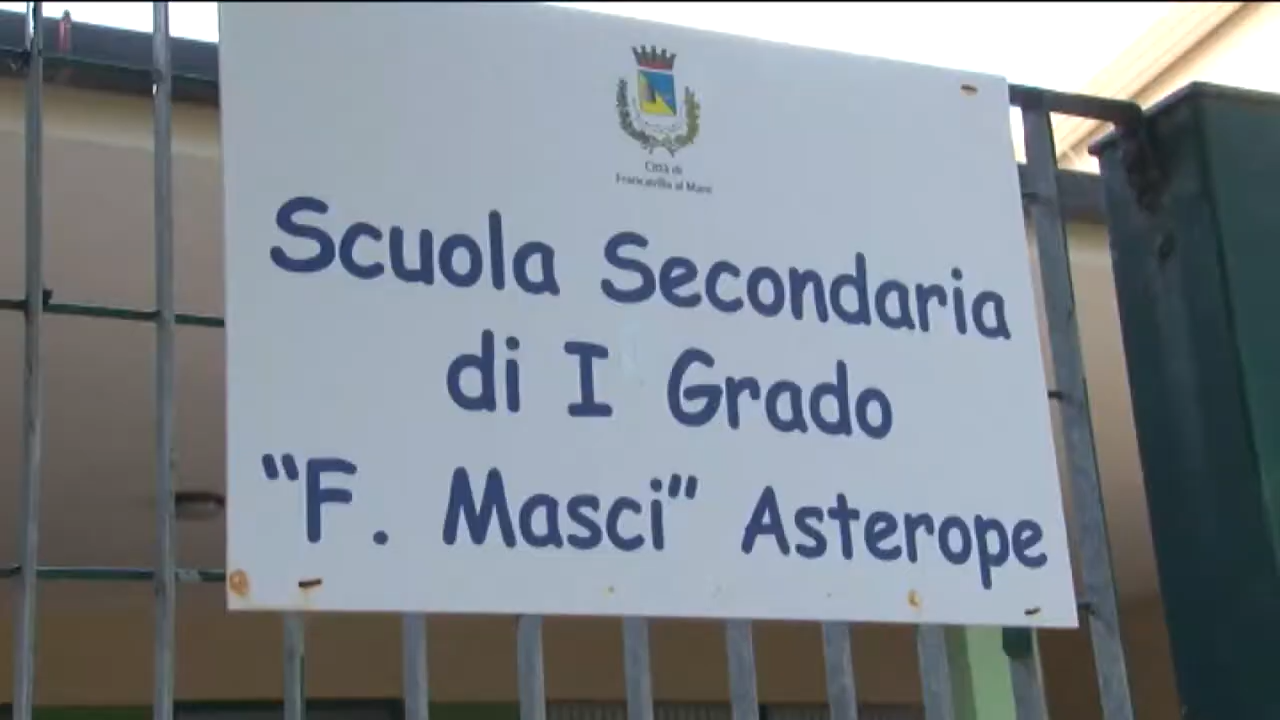 Città di
Francavilla al Mare
Scuola Secondaria
di I Grado
"F. Masci" Asterope